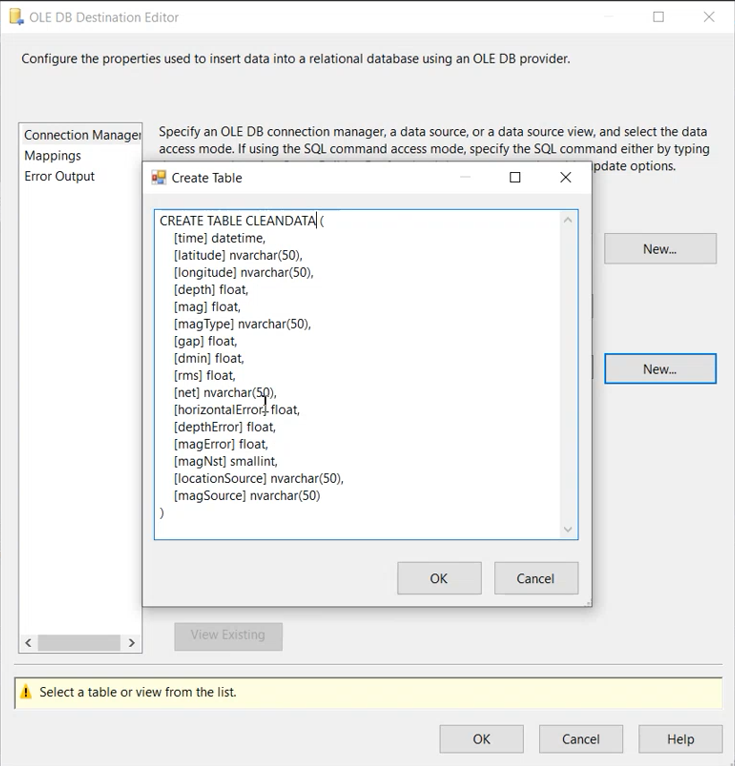 OLE DB Destination Editor
Configure the properties used to insert data into a relational database using an OLE DB provider.
Connection Manager
Mappings
Error Output
Specify an OLE DB connection manager, a data source, or a data source view, and select the data
access mode. If using the SQL command access mode, specify the SQL command either by typing
update options.
New...
New...
Create Table
CREATE TABLE CLEANDATA (
[time] datetime,
[latitude] nvarchar(50),
[longitude] nvarchar(50),
[depth] float,
[mag] float,
[magType] nvarchar(50),
[gap] float,
[dmin] float,
[rms] float,
[net] nvarchar(50),
[horizontalError] float,
[depthError] float,
[magError] float,
[magNst] smallint,
[locationSource] nvarchar(50),
[magSource] nvarchar(50)
)
OK
Cancel
View Existing
Select a table or view from the list.
OK
Cancel
Help